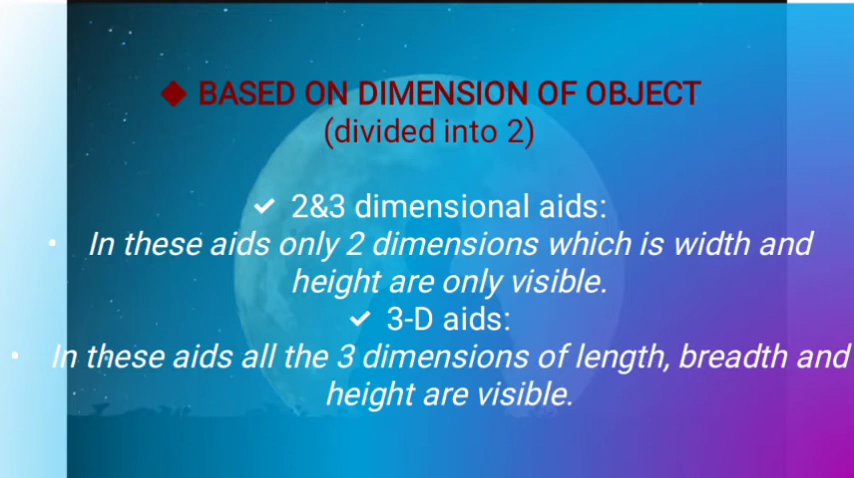 ◆ BASED ON DIMENSION OF OBJECT
(divided into 2)
✓ 2&3 dimensional aids:
• In these aids only 2 dimensions which is width and
height are only visible.
✓ 3-D aids:
• In these aids all the 3 dimensions of length, breadth and
height are visible.